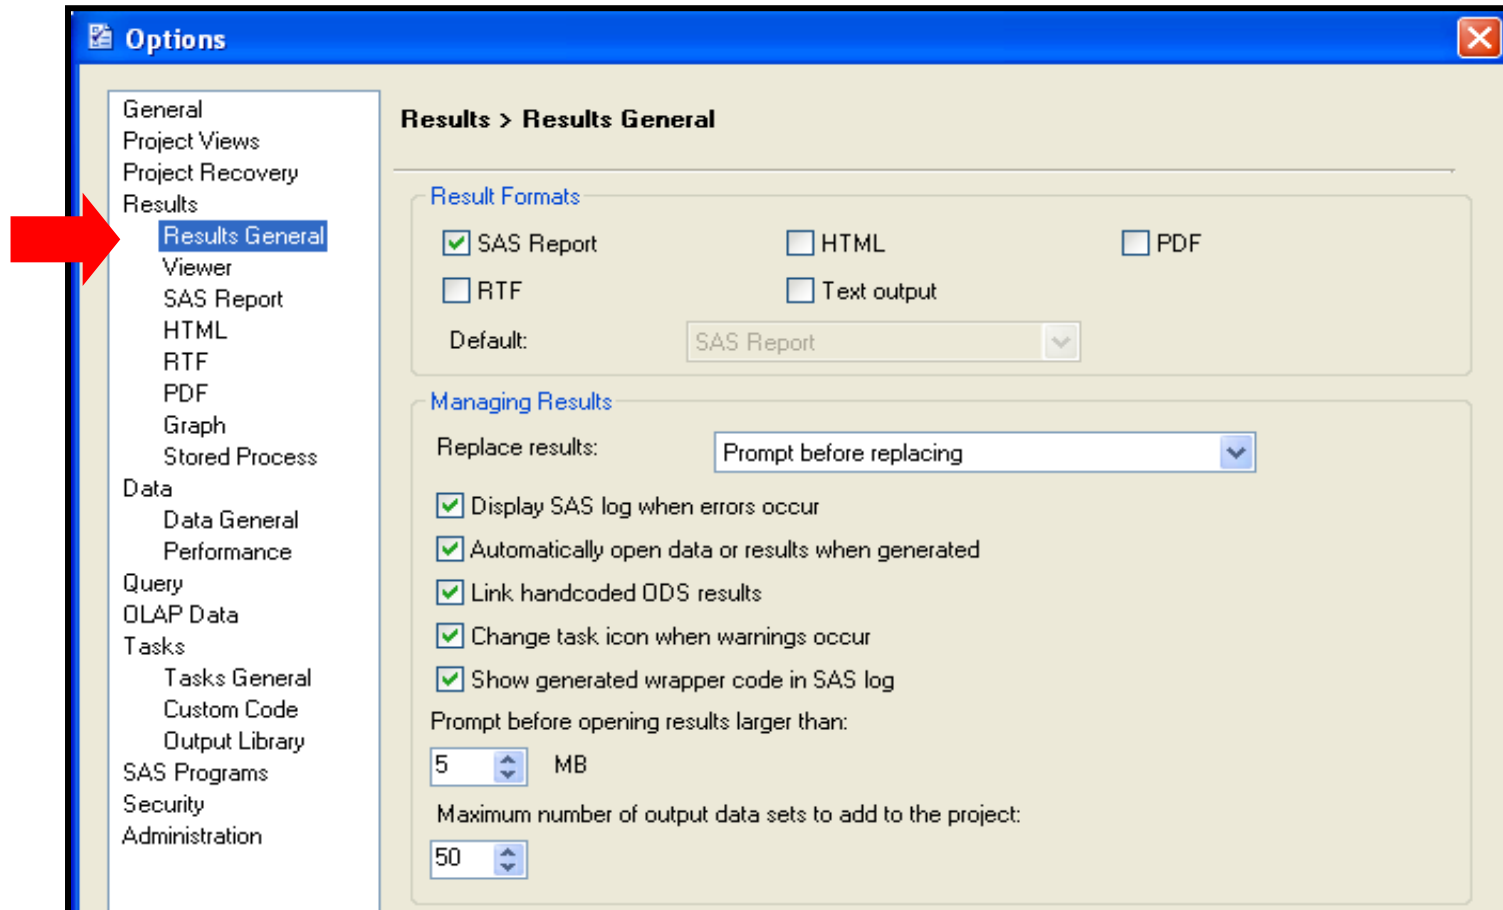 Options
General
Project Views
Project Recovery
Results
Results General
Viewer
SAS Report
HTML
RTF
PDF
Graph
Stored Process
Data
Data General
Performance
Query
OLAP Data
Tasks
Tasks General
Custom Code
Output Library
SAS Programs
Security
Administration
Results > Results General
Result Formats
SAS Report HTML PDF
RTF Text output
Default: SAS Report
Managing Results
Replace results: Prompt before replacing
Display SAS log when errors occur
Automatically open data or results when generated
Link handcoded ODS results
Change task icon when warnings occur
Show generated wrapper code in SAS log
Prompt before opening results larger than:
5 MB
Maximum number of output data sets to add to the project:
50